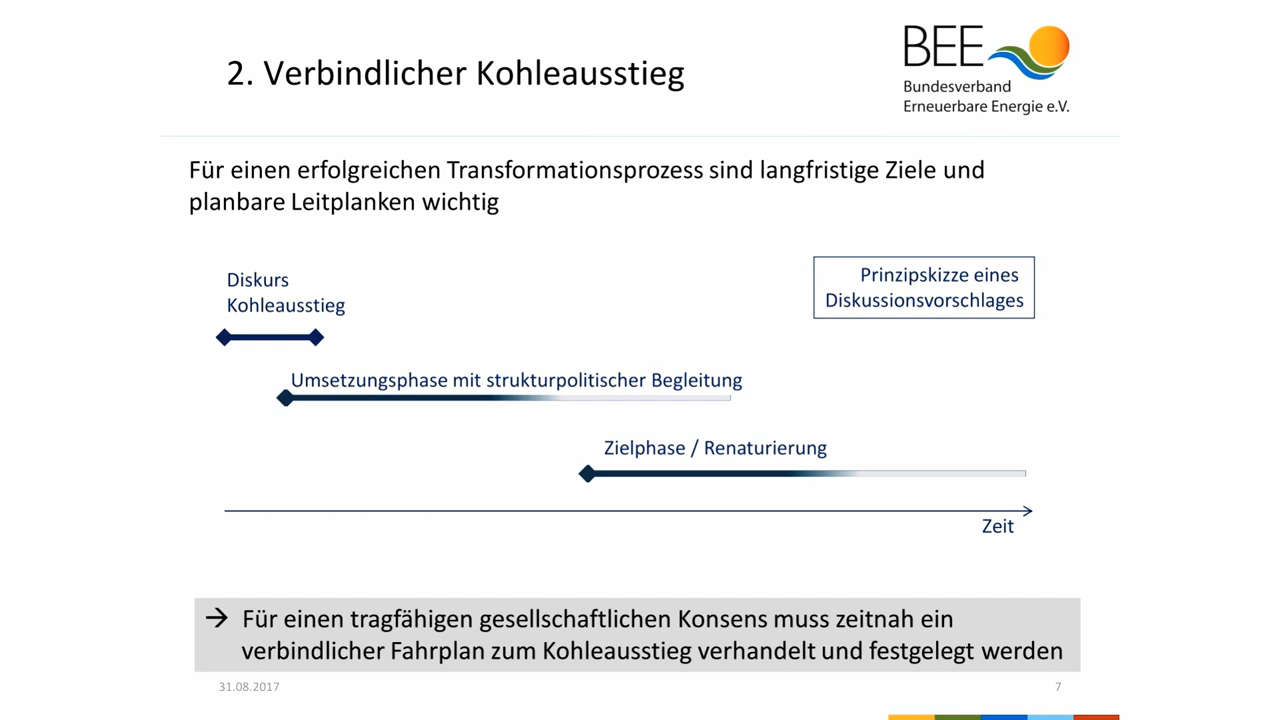 2. Verbindlicher Kohleausstieg
BEE
Bundesverband
Erneuerbare Energie e.V.
Für einen erfolgreichen Transformationsprozess sind langfristige Ziele und
planbare Leitplanken wichtig
Diskurs
Kohleausstieg
Prinzipskizze eines
Diskussionsvorschlages
Umsetzungsphase mit strukturpolitischer Begleitung
Zielphase / Renaturierung
Zeit
→ Für einen tragfähigen gesellschaftlichen Konsens muss zeitnah ein
verbindlicher Fahrplan zum Kohleausstieg verhandelt und festgelegt werden
31.08.2017
7